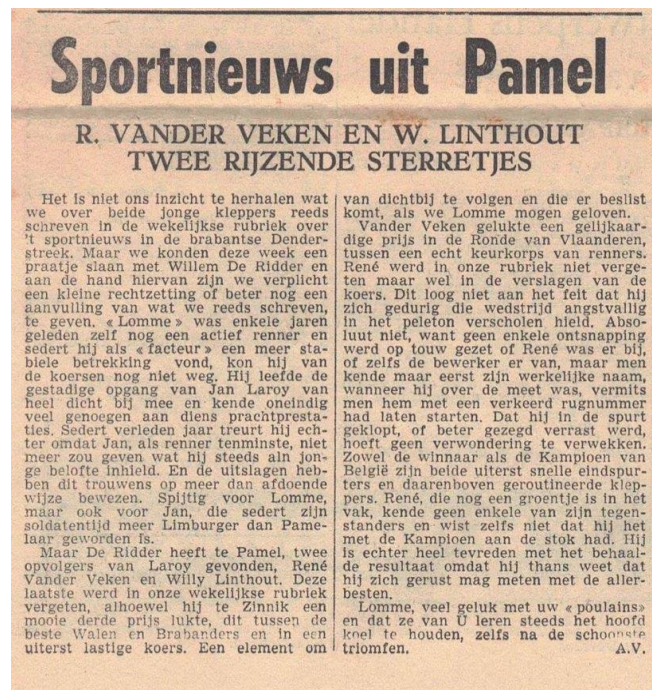 Sportnieuws uit Pamel
R. VANDER VEKEN EN W. LINTHOUT
TWEE RIJZENDE STERRETJES
Het is niet ons inzicht te herhalen wat
we over beide jonge kleppers reeds
schreven in de wekelijkse rubriek over
't sportnieuws in de brabantse Dender-
streek. Maar we konden deze week een
praatje slaan met Willem De Ridder en
aan de hand hiervan zijn we verplicht
een kleine rechtzetting of beter nog een
aanvulling van wat we reeds schreven,
te geven. « Lomme » was enkele jaren
geleden zelf nog een actief renner en
sedert hij als « facteur » een meer sta-
biele betrekking vond, kon hij van
de koersen nog niet weg. Hij leefde de
gestadige opgang van Jan Laroy van
heel dicht bij mee en kende oneindig
veel genoegen aan diens prachtpresta-
ties. Sedert verleden jaar treurt hij ech-
ter omdat Jan, als renner tenminste, niet
meer zou geven wat hij steeds aln jon-
ge belofte inhield. En de uitslagen heb-
ben dit trouwens op meer dan afdoende
wijze bewezen. Spijtig voor Lomme,
maar ook voor Jan, die sedert zijn
soldatentijd meer Limburger dan Pame-
laar geworden is.
Maar De Ridder heeft te Pamel, twee
opvolgers van Laroy gevonden, René
Vander Veken en Willy Linthout. Deze
laatste werd in onze wekelijkse rubriek
vergeten, alhoewel hij te Zinnik een
mooie derde prijs lukte, dit tussen de
beste Walen en Brabanders en in een
uiterst lastige koers. Een element om
van dichtbij te volgen en die er beslist
komt, als we Lomme mogen geloven.
Vander Veken gelukte een gelijkaar-
dige prijs in de Ronde van Vlaanderen,
tussen een echt keurkorps van renners.
René werd in onze rubriek niet verge-
ten maar wel in de verslagen van de
koers. Dit loog niet aan het feit dat hij
zich gedurig die wedstrijd angstvallig
in het peleton verscholen hield. Abso-
luut niet, want geen enkele ontsnapping
werd op touw gezet of René was er bij,
of zelfs de bewerker er van, maar men
kende maar eerst zijn werkelijke naam,
wanneer hij over de meet was, vermits
men hem met een verkeerd rugnummer
had laten starten. Dat hij in de spurt
geklopt, of beter gezegd verrast werd,
hoeft geen verwondering te verwekken.
Zowel de winnaar als de Kampioen van
België zijn beide uiterst snelle eindspur-
ters en daarenboven geroutineerde klep-
pers. René, die nog een groentje is in het
vak, kende geen enkele van zijn tegen-
standers en wist zelfs niet dat hij het
met de Kampioen aan de stok had. Hij
is echter heel tevreden met het behaal-
de resultaat omdat hij thans weet dat
hij zich gerust mag meten met de aller-
besten.
Lomme, veel geluk met uw « poulains»
en dat ze van U leren steeds het hoofd
koel te houden, zelfs na de schoonste
triomfen. A.V.